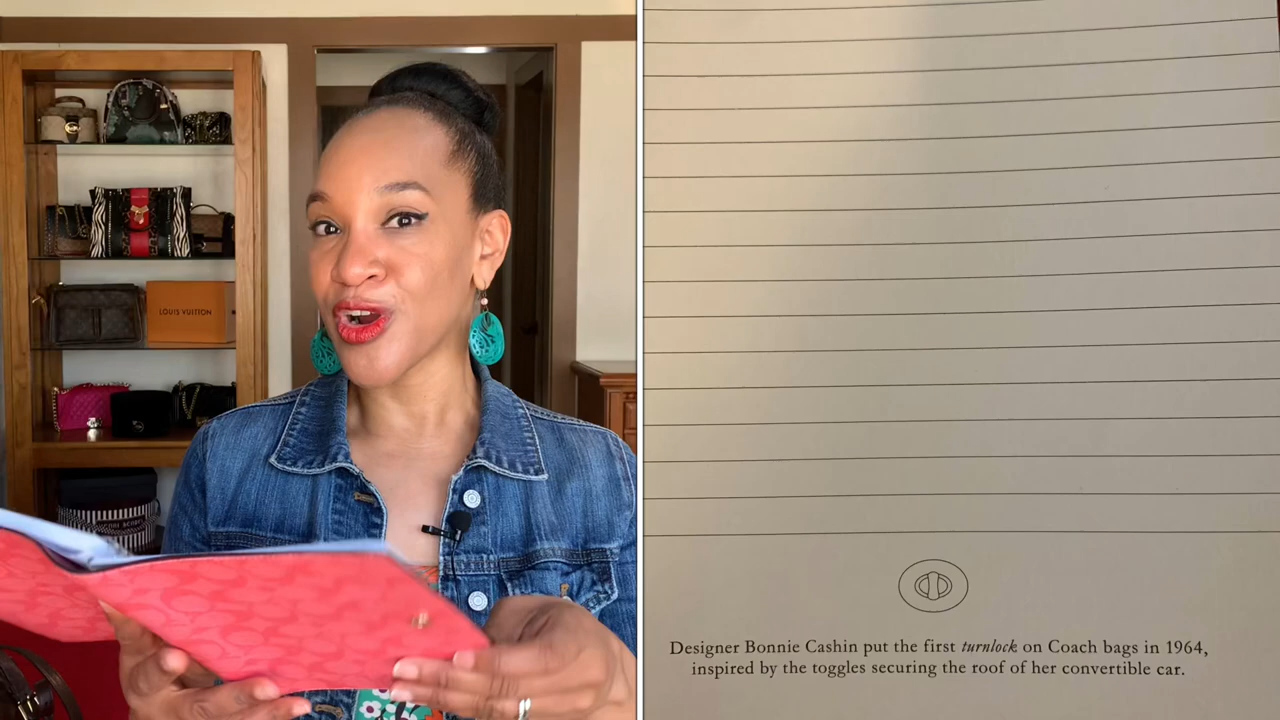 LOUIS VUITTON
Designer Bonnie Cashin put the first turnlock on Coach bags in 1964,
inspired by the toggles securing the roof of her convertible car.